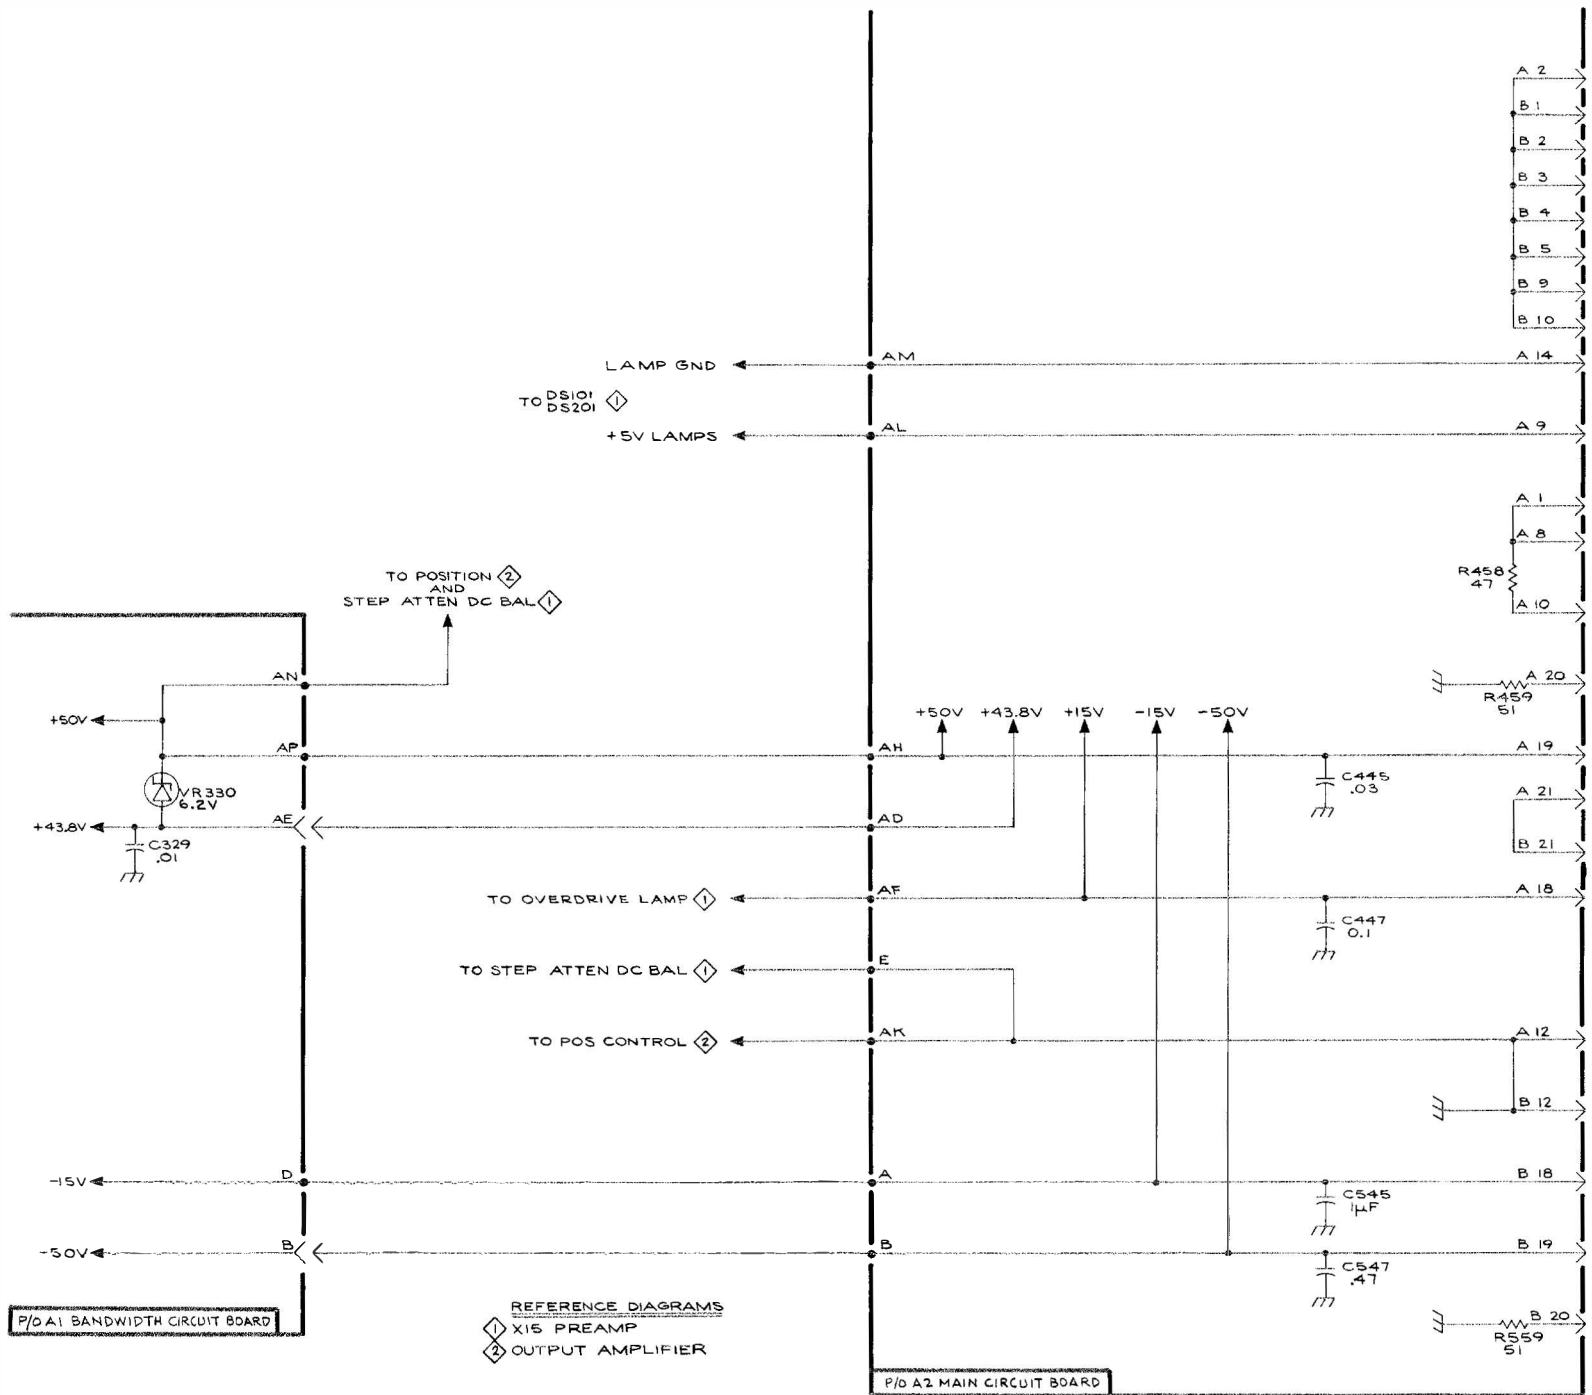 A 2
B 1
B 2
B 3
B 4
B 5
B 9
B 10
LAMP GND
AM
A 14
TO DS101
DS201
1
+5V LAMPS
AL
A 9
A 1
A 8
R458
47
A 10
TO POSITION 2
AND
STEP ATTEN DC BAL 1
AN
A 20
R459
51
+50V
+50V
+43.8V
+15V
-15V
-50V
AP
AH
A 19
C445
.03
VR330
6.2V
A 21
+43.8V
AE
AD
C329
.01
B 21
TO OVERDRIVE LAMP 1
AF
A 18
C447
0.1
TO STEP ATTEN DC BAL 1
E
TO POS CONTROL 2
AK
A 12
B 12
-15V
D
A
B 18
C545
1µF
-50V
B
B
B 19
C547
.47
REFERENCE DIAGRAMS
1 X15 PREAMP
2 OUTPUT AMPLIFIER
B 20
R559
51
P/O A1 BANDWIDTH CIRCUIT BOARD
P/O A2 MAIN CIRCUIT BOARD